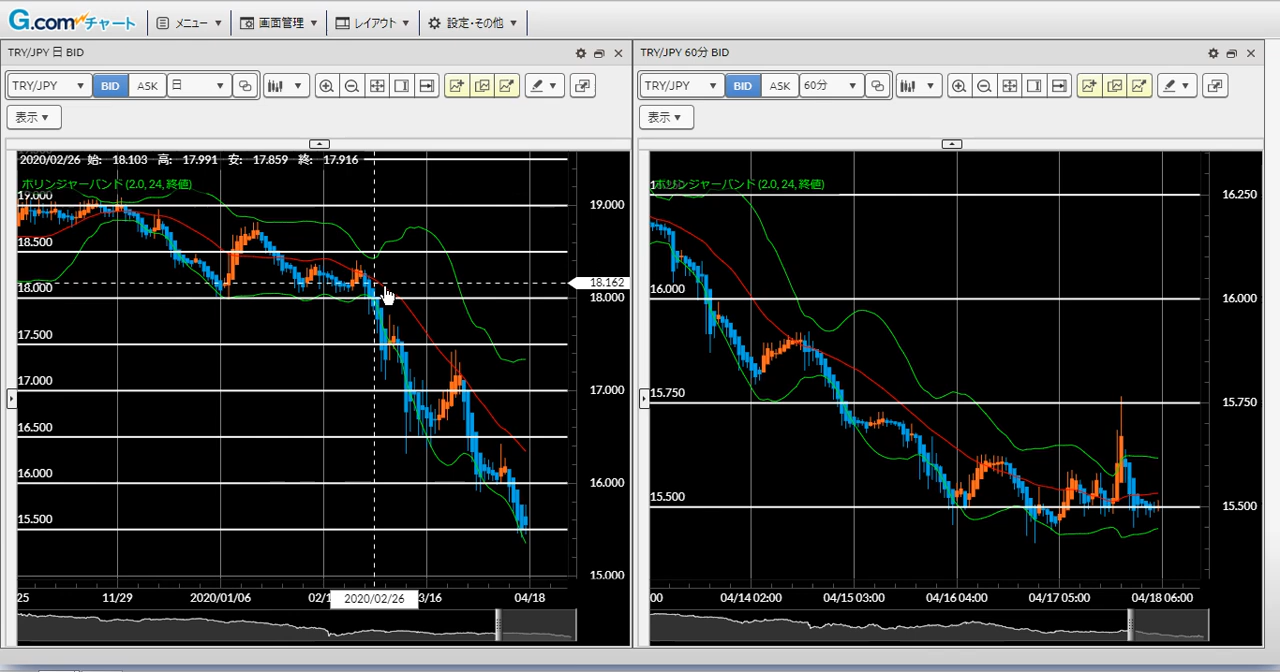 G.comチャート メニュー ▼ 画面管理 ▼ レイアウト ▼ 設定・その他 ▼
TRY/JPY 日 BID
TRY/JPY ▼ BID ASK 日 ▼
表示 ▼
2020/02/26 始: 18.103 高: 17.991 安: 17.859 終: 17.916
ボリンジャーバンド (2.0, 24, 終値)
19.000
18.500
18.000
17.500
17.000
16.500
16.000
15.500
19.000
18.162
18.000
17.000
16.000
15.000
25 11/29 2020/01/06 02/1 2020/02/26 3/16 04/18
TRY/JPY 60分 BID
TRY/JPY ▼ BID ASK 60分 ▼
表示 ▼
ボリンジャーバンド (2.0, 24, 終値)
16.000
15.750
15.500
16.250
16.000
15.750
15.500
:00 04/14 02:00 04/15 03:00 04/16 04:00 04/17 05:00 04/18 06:00